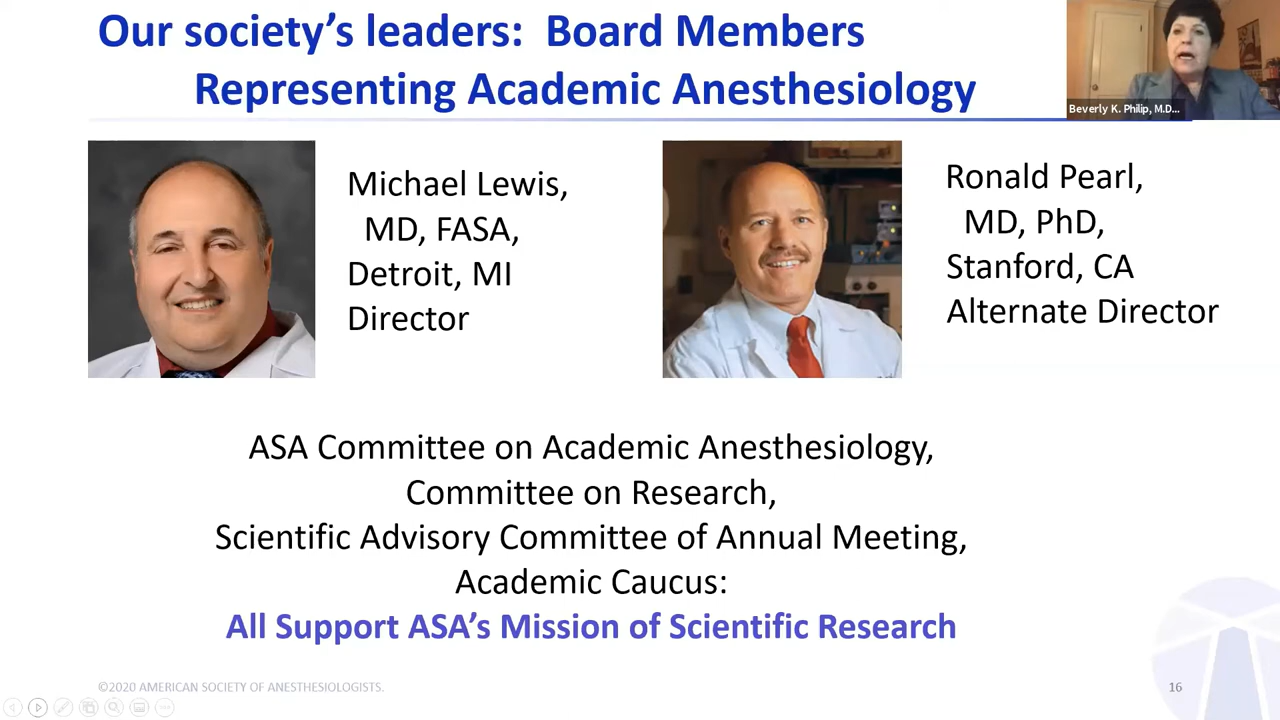 Our society’s leaders: Board Members
Representing Academic Anesthesiology
Beverly K. Philip, M.D...
Michael Lewis,
MD, FASA,
Detroit, MI
Director
Ronald Pearl,
MD, PhD,
Stanford, CA
Alternate Director
ASA Committee on Academic Anesthesiology,
Committee on Research,
Scientific Advisory Committee of Annual Meeting,
Academic Caucus:
All Support ASA’s Mission of Scientific Research
©2020 AMERICAN SOCIETY OF ANESTHESIOLOGISTS.
16